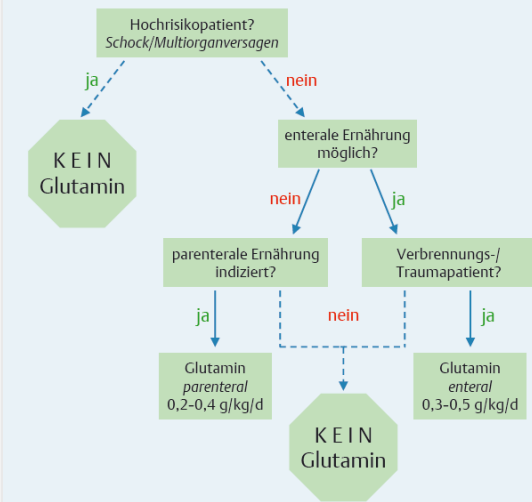 Hochrisikopatient?
Schock/Multiorganversagen
ja
nein
KEIN
Glutamin
enterale Ernährung
möglich?
nein
ja
parenterale Ernährung
indiziert?
Verbrennungs-/
Traumapatient?
ja
nein
ja
Glutamin
parenteral
0,2-0,4 g/kg/d
Glutamin
enteral
0,3-0,5 g/kg/d
KEIN
Glutamin